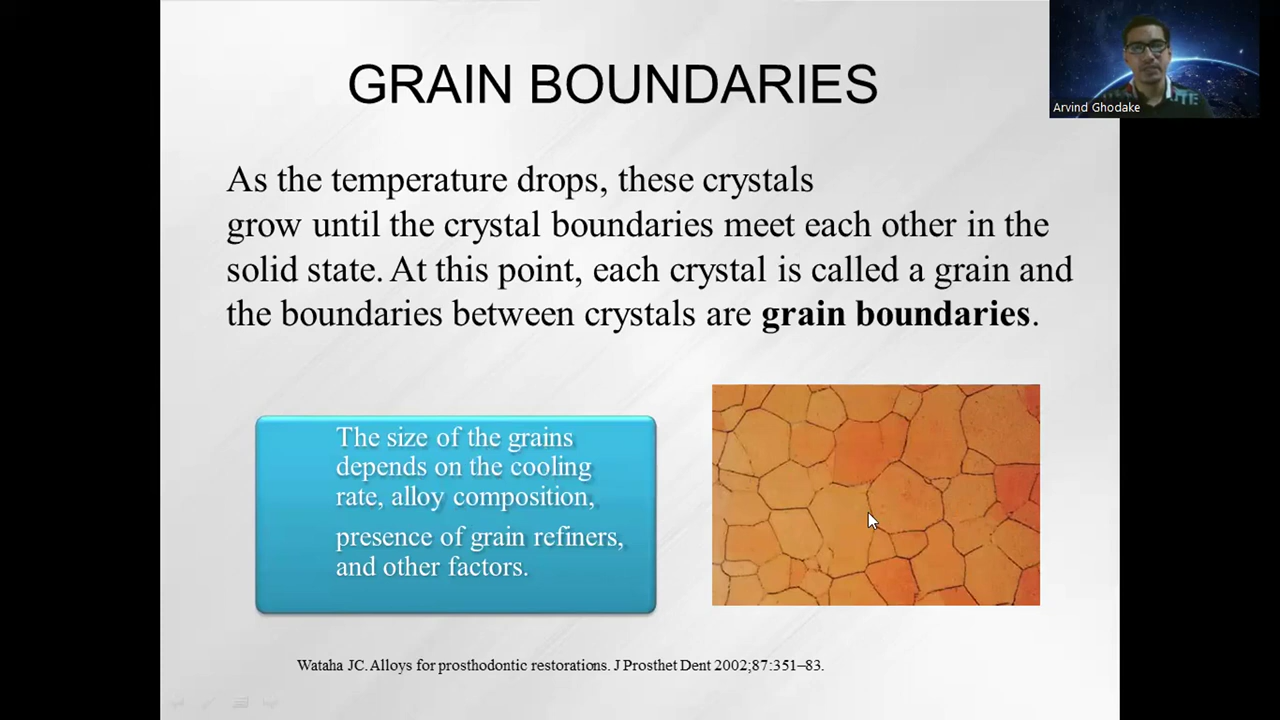 GRAIN BOUNDARIES
Arvind Ghodake
As the temperature drops, these crystals
grow until the crystal boundaries meet each other in the
solid state. At this point, each crystal is called a grain and
the boundaries between crystals are grain boundaries.
The size of the grains
depends on the cooling
rate, alloy composition,
presence of grain refiners,
and other factors.
Wataha JC. Alloys for prosthodontic restorations. J Prosthet Dent 2002;87:351–83.